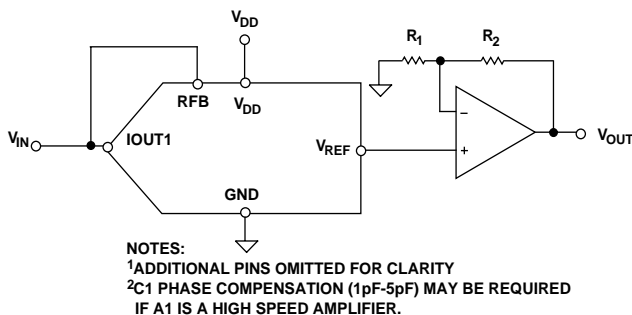 VDD
R1
R2
RFB
VDD
VIN
IOUT1
VREF
VOUT
GND
NOTES:
1ADDITIONAL PINS OMITTED FOR CLARITY
2C1 PHASE COMPENSATION (1pF-5pF) MAY BE REQUIRED
IF A1 IS A HIGH SPEED AMPLIFIER.